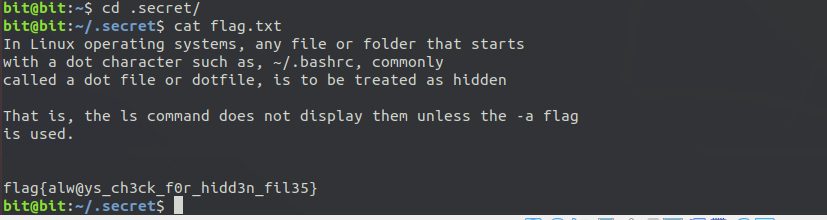 bit@bit:~$ cd .secret/
bit@bit:~/.secret$ cat flag.txt
In Linux operating systems, any file or folder that starts
with a dot character such as, ~/.bashrc, commonly
called a dot file or dotfile, is to be treated as hidden
That is, the ls command does not display them unless the -a flag
is used.
flag{alw@ys_ch3ck_f0r_hidd3n_fil35}
bit@bit:~/.secret$